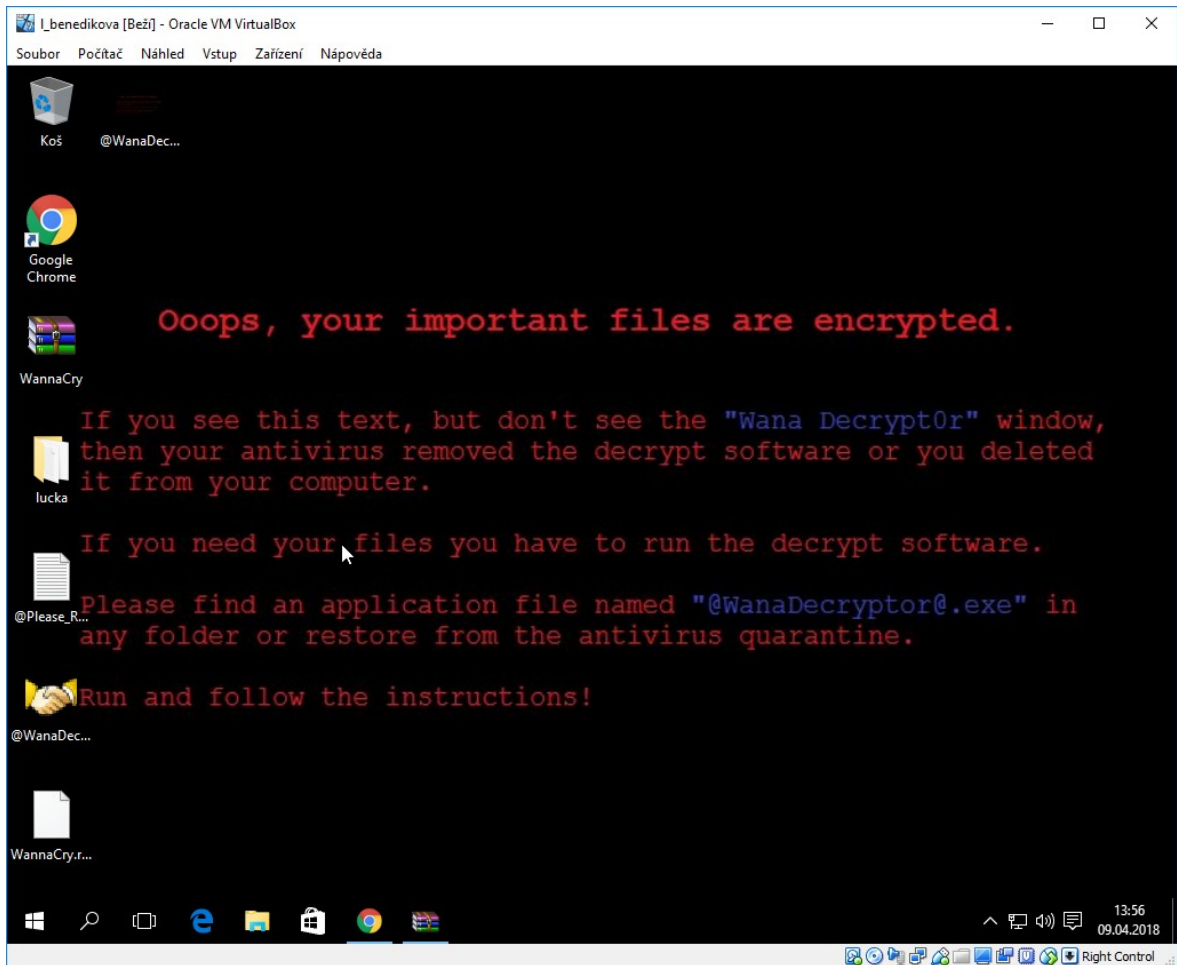 l_benedikova [Beží] - Oracle VM VirtualBox
Soubor Počítač Náhled Vstup Zařízení Nápověda
Koš
@WanaDec...
Google
Chrome
WannaCry
lucka
@Please_R...
@WanaDec...
WannaCry.r...
Ooops, your important files are encrypted.
If you see this text, but don't see the "Wana Decrypt0r" window,
then your antivirus removed the decrypt software or you deleted
it from your computer.
If you need your files you have to run the decrypt software.
Please find an application file named "@WanaDecryptor@.exe" in
any folder or restore from the antivirus quarantine.
Run and follow the instructions!
13:56
09.04.2018
Right Control